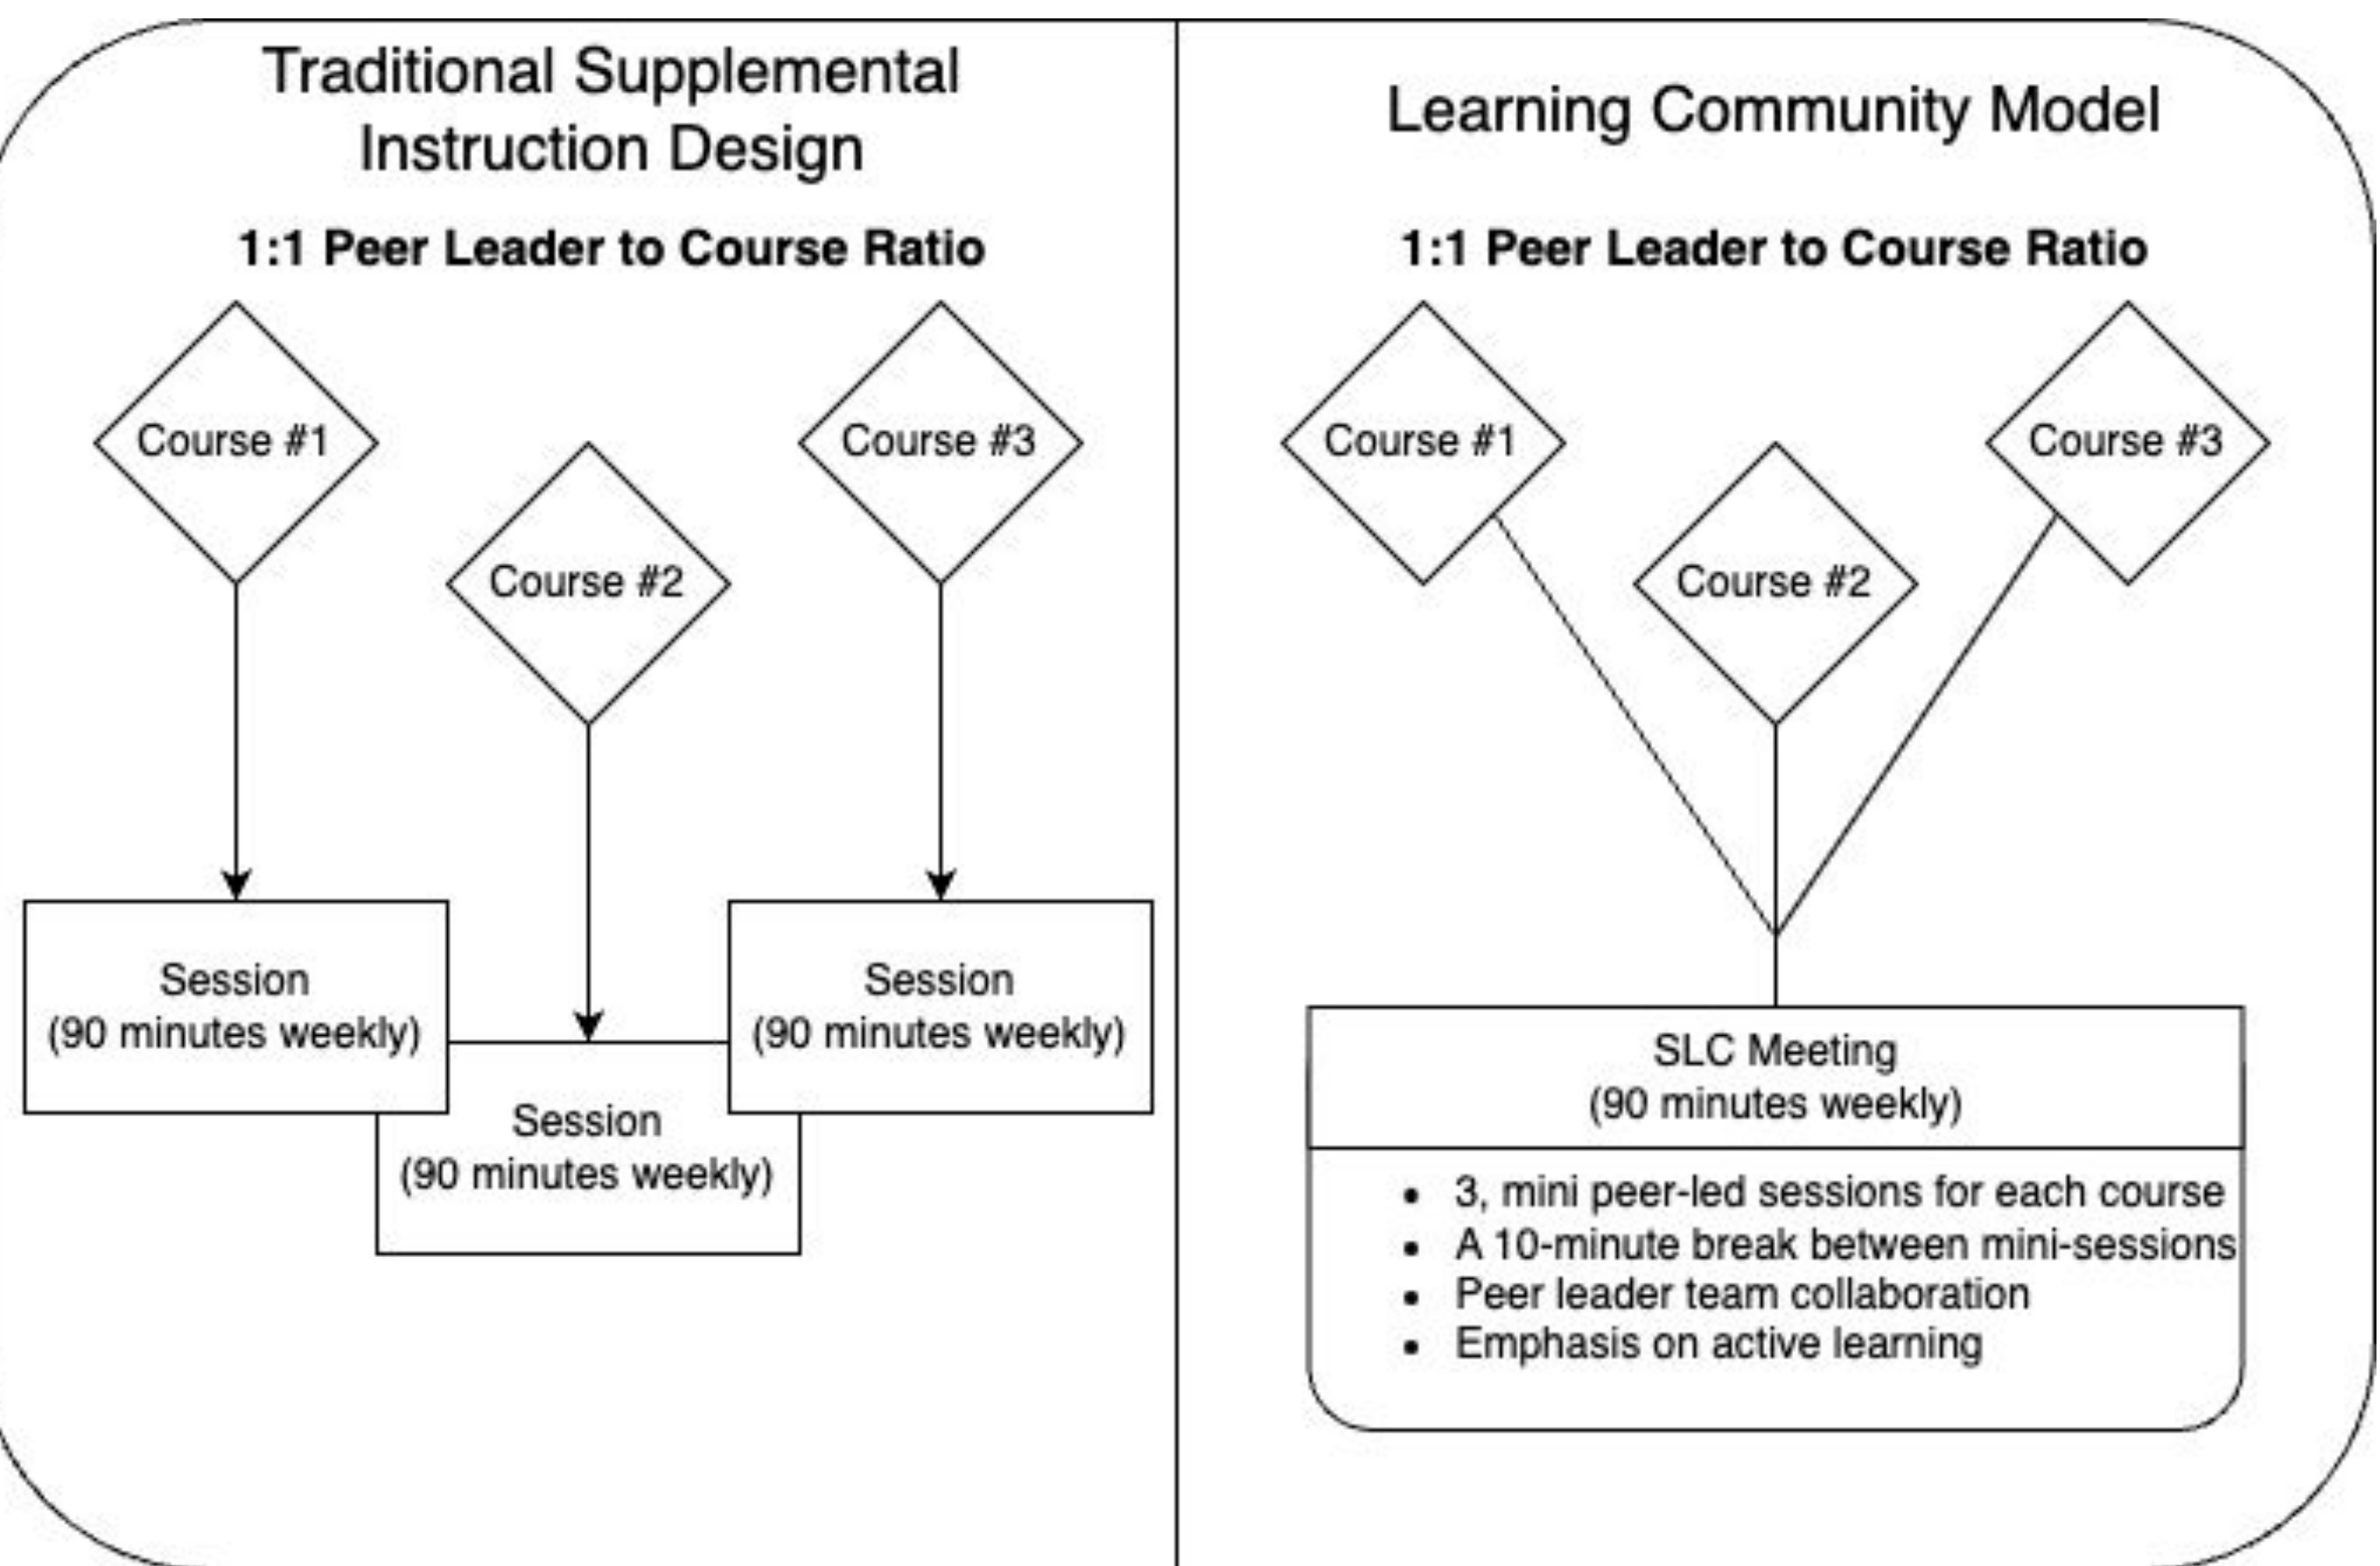 Traditional Supplemental
Instruction Design
1:1 Peer Leader to Course Ratio
Course #1
Course #2
Course #3
Session
(90 minutes weekly)
Session
(90 minutes weekly)
Session
(90 minutes weekly)
Learning Community Model
1:1 Peer Leader to Course Ratio
Course #1
Course #2
Course #3
SLC Meeting
(90 minutes weekly)
• 3, mini peer-led sessions for each course
• A 10-minute break between mini-sessions
• Peer leader team collaboration
• Emphasis on active learning